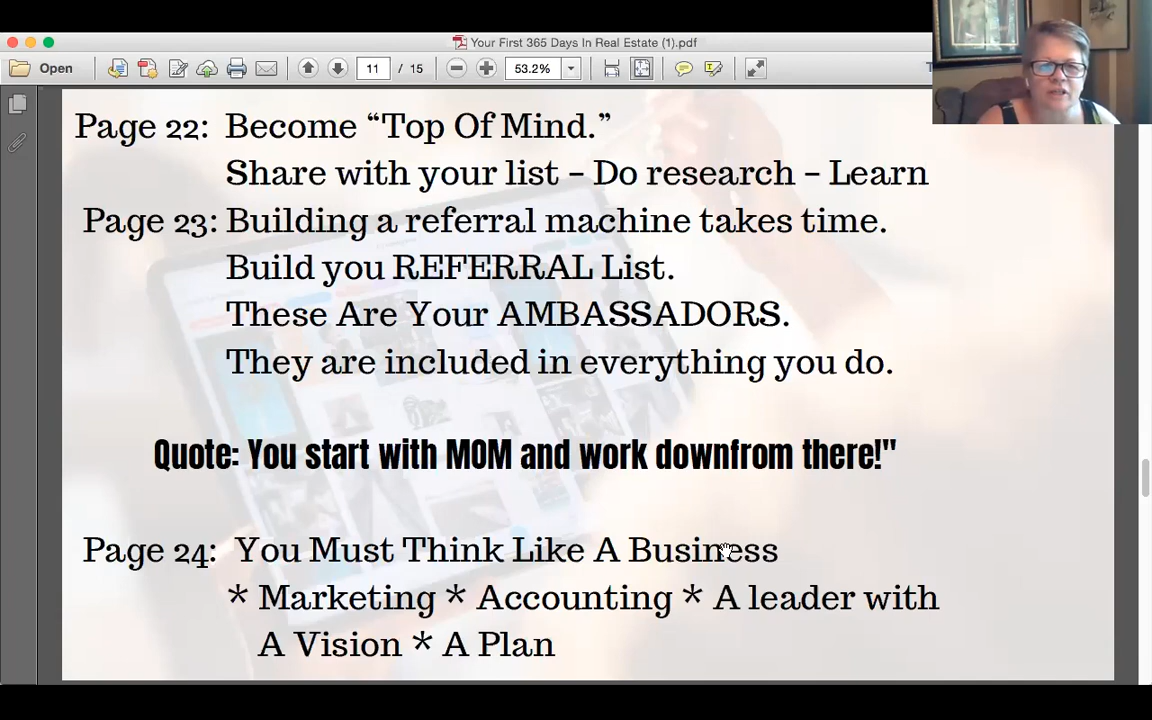 Your First 365 Days In Real Estate (1).pdf
Open
11 / 15
53.2%
Page 22: Become “Top Of Mind.”
Share with your list - Do research - Learn
Page 23: Building a referral machine takes time.
Build you REFERRAL List.
These Are Your AMBASSADORS.
They are included in everything you do.
Quote: You start with MOM and work downfrom there!"
Page 24: You Must Think Like A Business
* Marketing * Accounting * A leader with
A Vision * A Plan